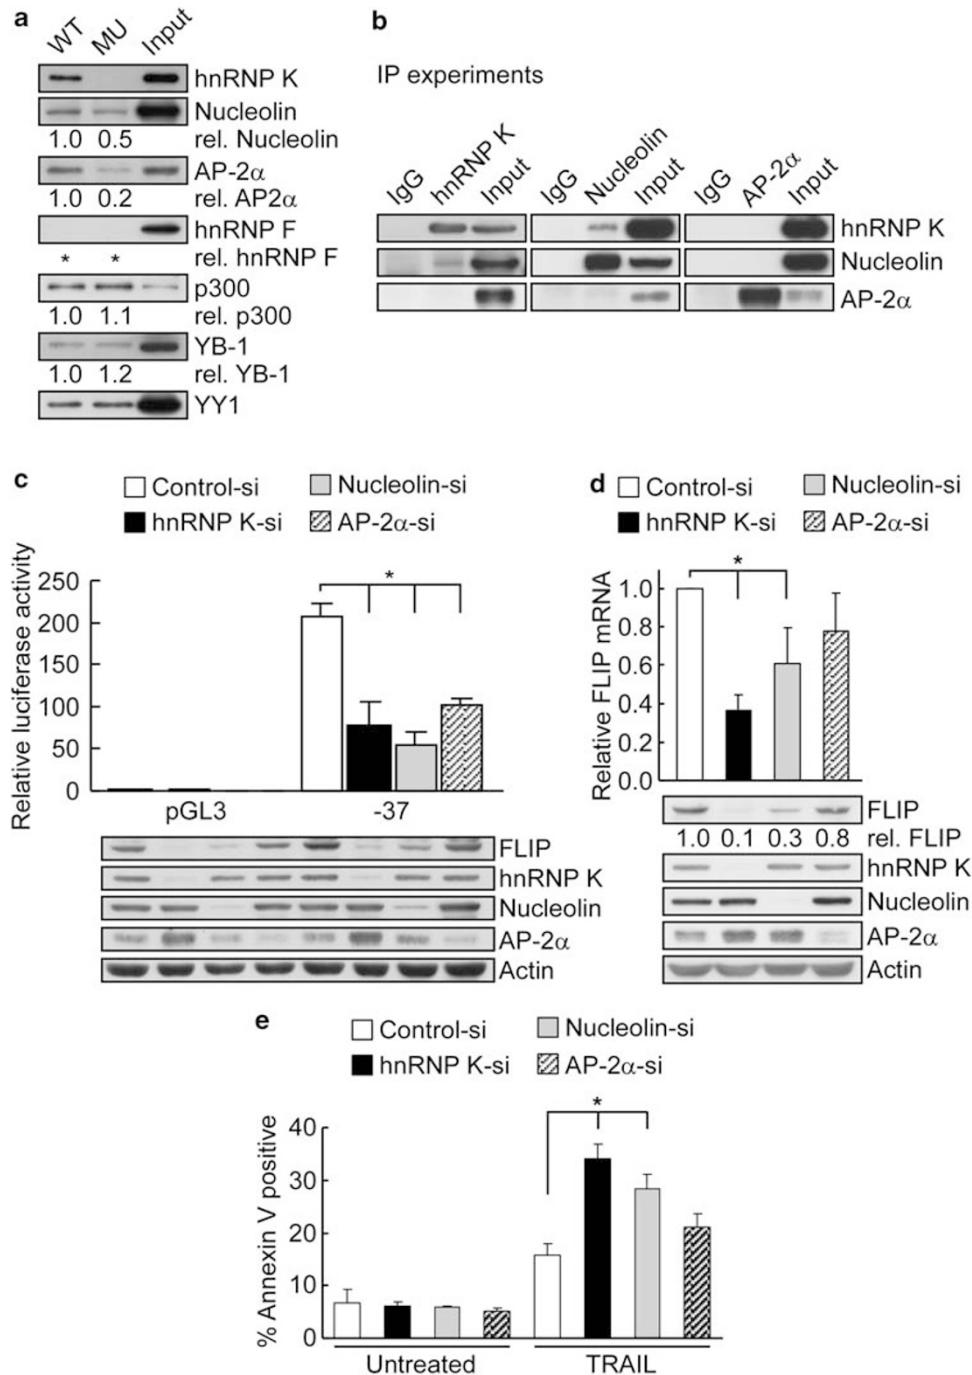 a
WT MU Input
hnRNP K
Nucleolin
1.0 0.5 rel. Nucleolin
AP-2α
1.0 0.2 rel. AP2α
hnRNP F
* * rel. hnRNP F
p300
1.0 1.1 rel. p300
YB-1
1.0 1.2 rel. YB-1
YY1
b
IP experiments
IgG hnRNP K Input IgG Nucleolin Input IgG AP-2α Input
hnRNP K
Nucleolin
AP-2α
c
Control-si Nucleolin-si
hnRNP K-si AP-2α-si
Relative luciferase activity
250
200
150
100
50
0
*
pGL3 -37
FLIP
hnRNP K
Nucleolin
AP-2α
Actin
d
Control-si Nucleolin-si
hnRNP K-si AP-2α-si
Relative FLIP mRNA
1.0
0.8
0.6
0.4
0.2
0.0
*
FLIP
1.0 0.1 0.3 0.8 rel. FLIP
hnRNP K
Nucleolin
AP-2α
Actin
e
Control-si Nucleolin-si
hnRNP K-si AP-2α-si
% Annexin V positive
40
30
20
10
0
*
Untreated TRAIL